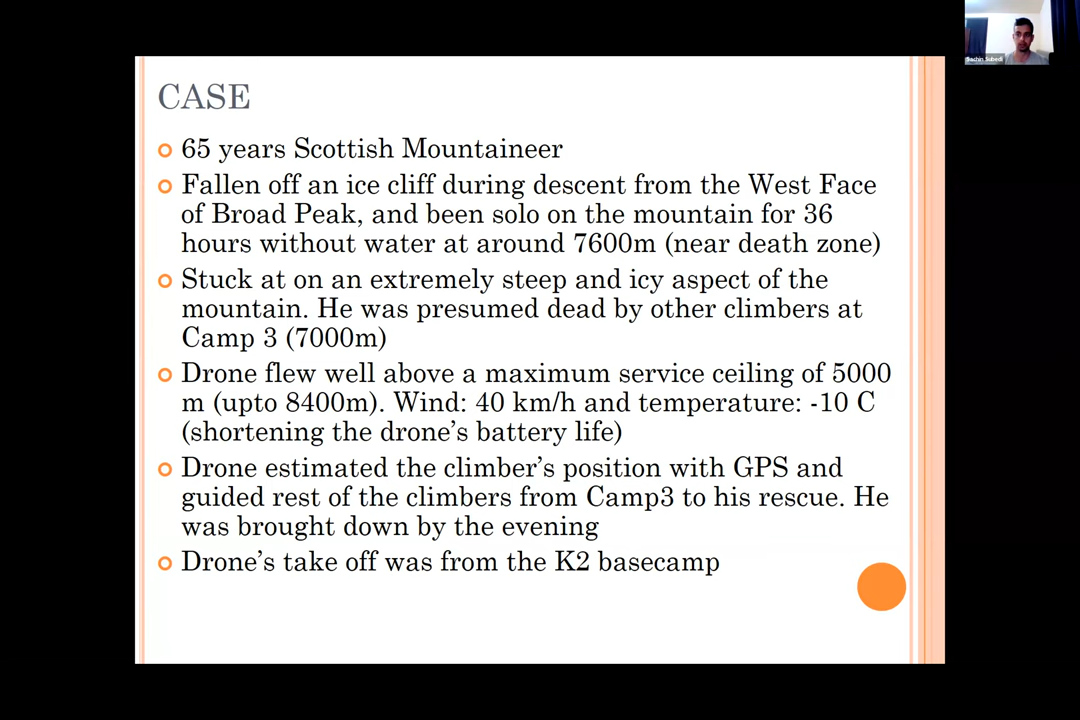 Sachin Subedi
CASE
65 years Scottish Mountaineer
Fallen off an ice cliff during descent from the West Face
of Broad Peak, and been solo on the mountain for 36
hours without water at around 7600m (near death zone)
Stuck at on an extremely steep and icy aspect of the
mountain. He was presumed dead by other climbers at
Camp 3 (7000m)
Drone flew well above a maximum service ceiling of 5000
m (upto 8400m). Wind: 40 km/h and temperature: -10 C
(shortening the drone’s battery life)
Drone estimated the climber’s position with GPS and
guided rest of the climbers from Camp3 to his rescue. He
was brought down by the evening
Drone’s take off was from the K2 basecamp